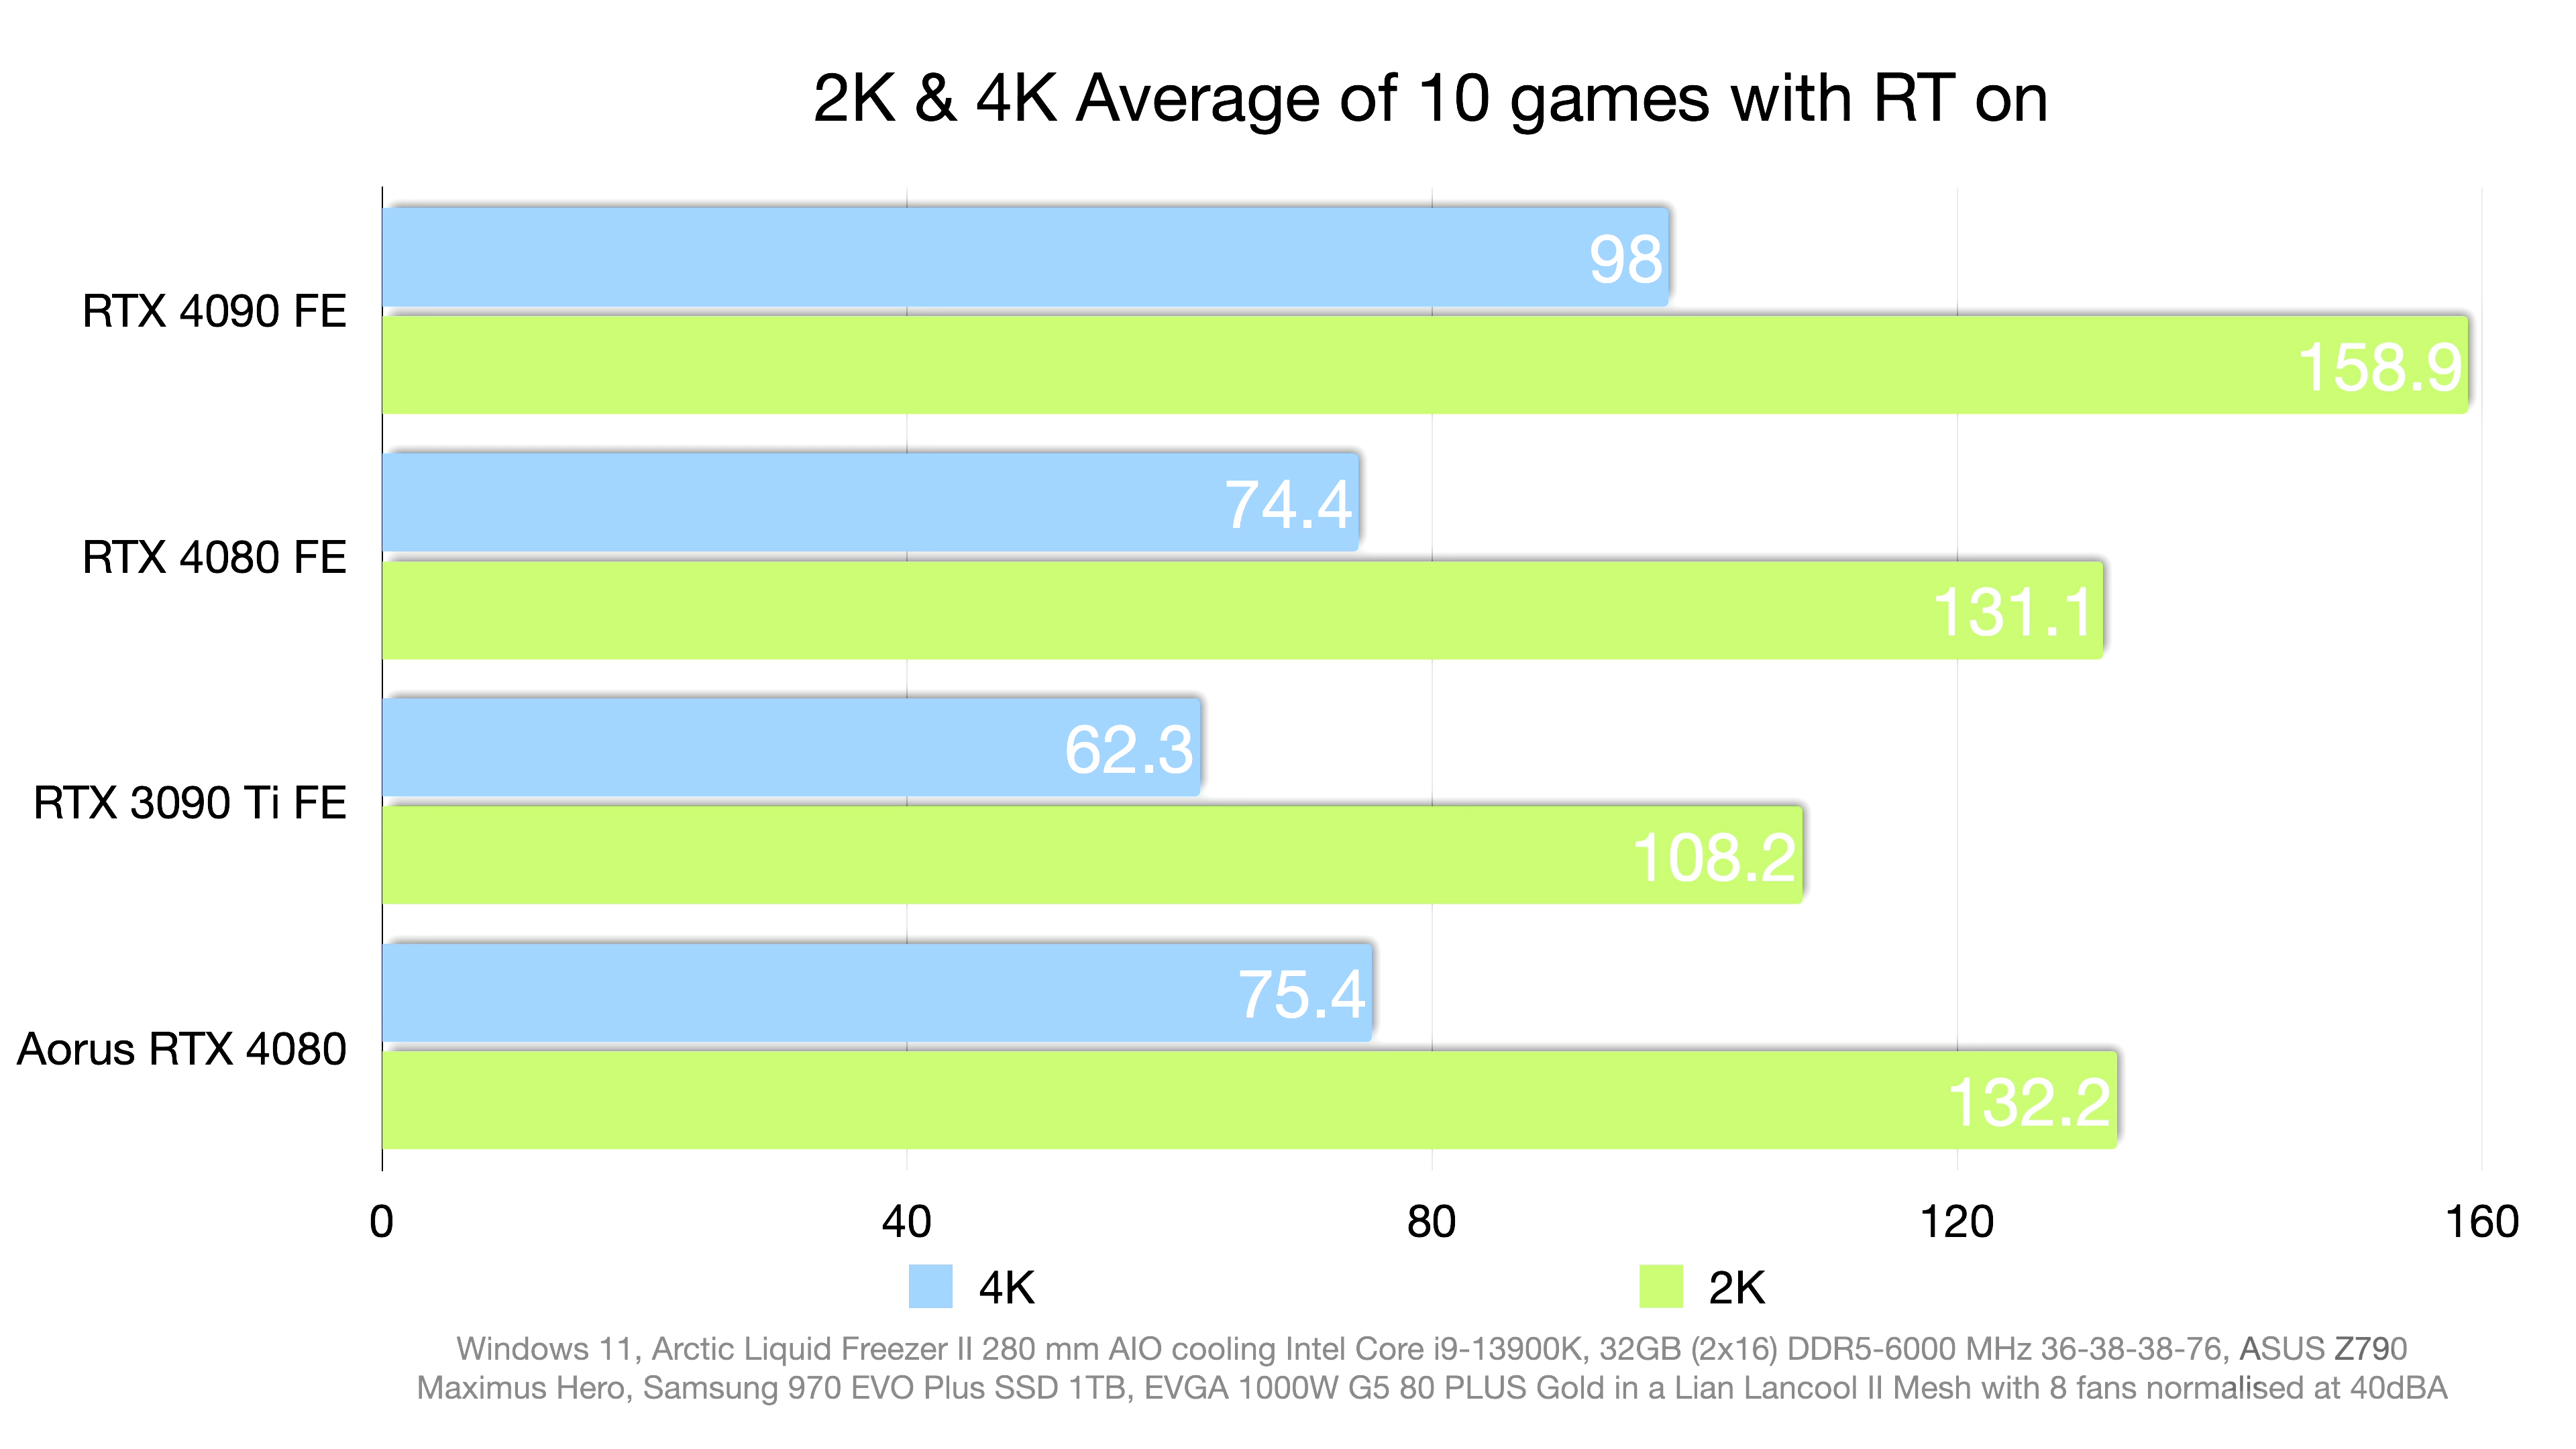 2K & 4K Average of 10 games with RT on
98
RTX 4090 FE
158.9
74.4
RTX 4080 FE
131.1
62.3
RTX 3090 Ti FE
108.2
75.4
Aorus RTX 4080
132.2
0 40 80 120 160
4K 2K
Windows 11, Arctic Liquid Freezer II 280 mm AIO cooling Intel Core i9-13900K, 32GB (2x16) DDR5-6000 MHz 36-38-38-76, ASUS Z790
Maximus Hero, Samsung 970 EVO Plus SSD 1TB, EVGA 1000W G5 80 PLUS Gold in a Lian Lancool II Mesh with 8 fans normalised at 40dBA